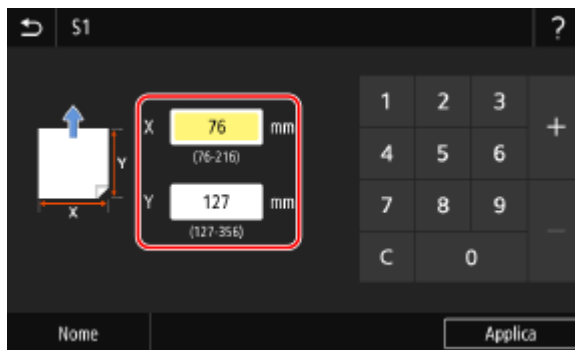 S1 ?
X 76 mm
(76-216)
Y 127 mm
(127-356)
Y
X
1 2 3
4 5 6
7 8 9
C 0
+
−
Nome
Applica